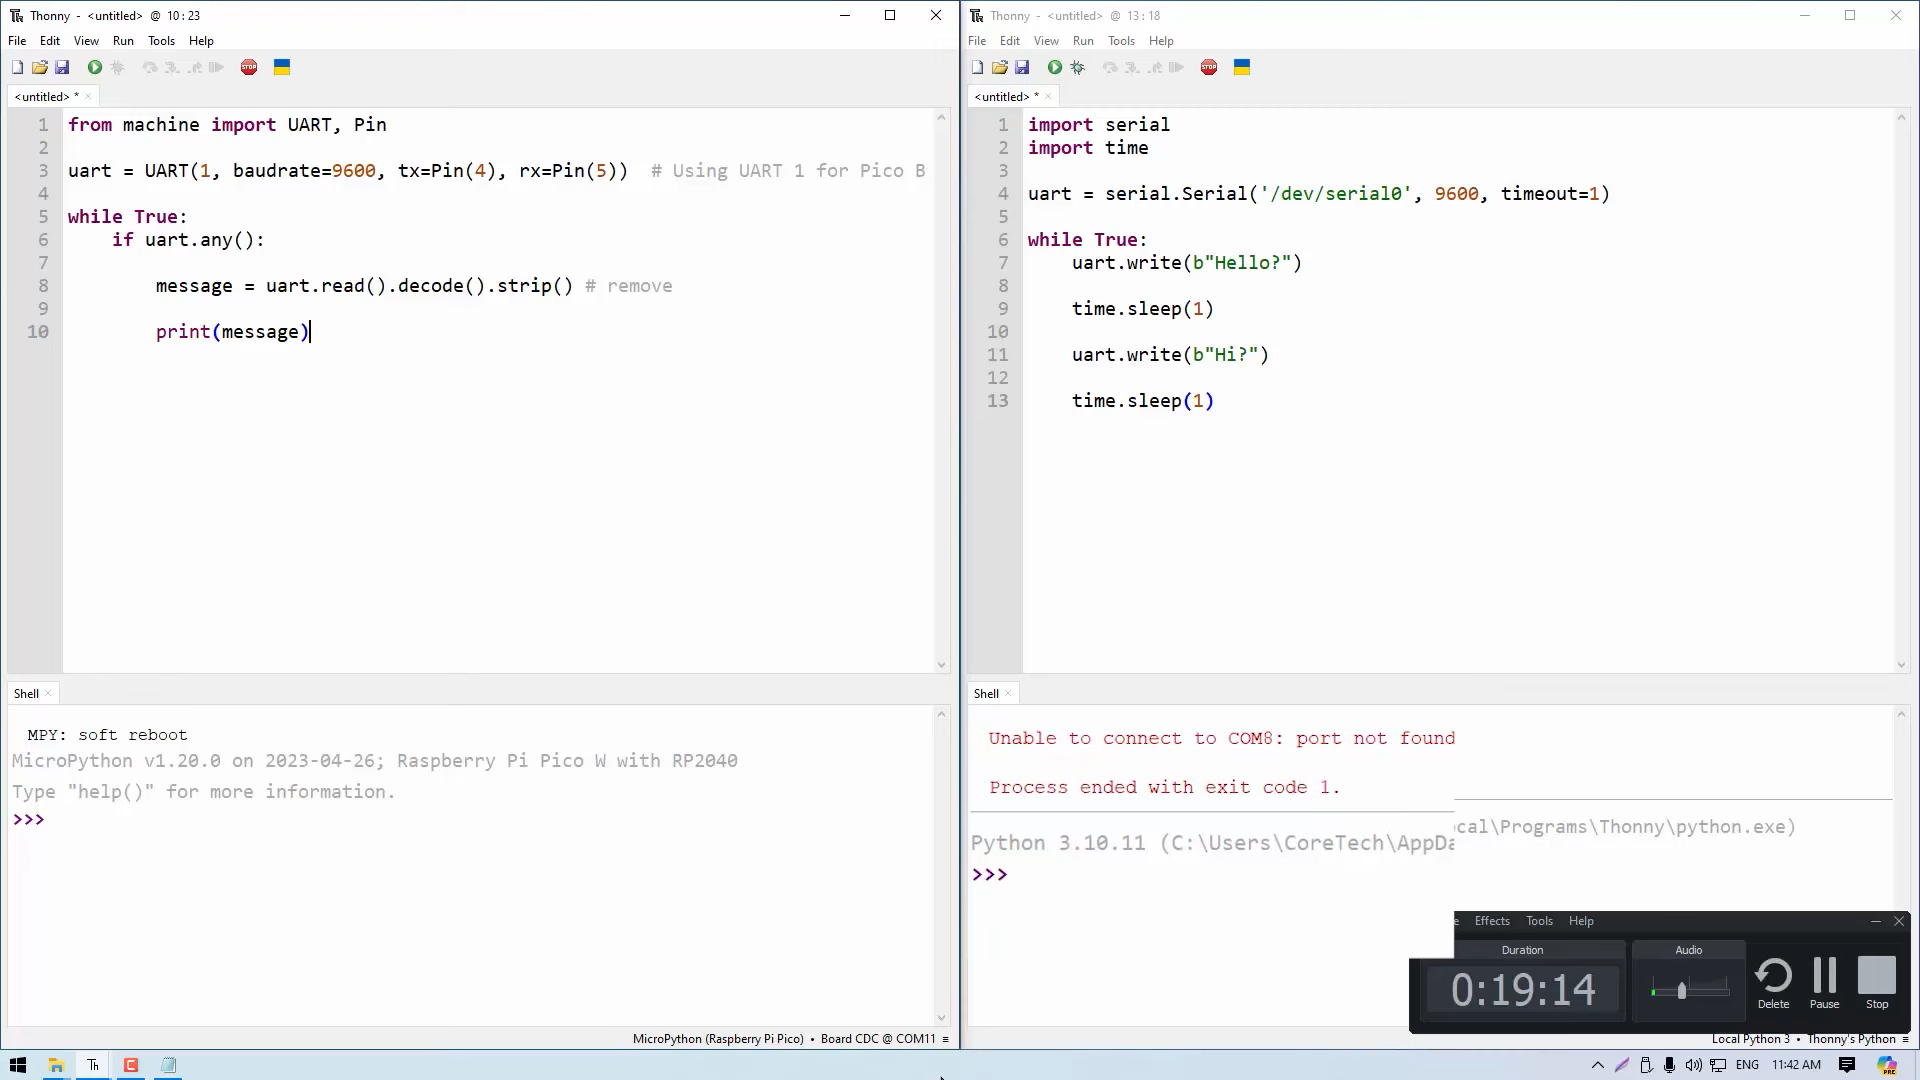 Thonny - <untitled> @ 10:23
File Edit View Run Tools Help
STOP
<untitled> *
1 from machine import UART, Pin
2
3 uart = UART(1, baudrate=9600, tx=Pin(4), rx=Pin(5)) # Using UART 1 for Pico B
4
5 while True:
6 if uart.any():
7
8 message = uart.read().decode().strip() # remove
9
10 print(message)
Shell
MPY: soft reboot
MicroPython v1.20.0 on 2023-04-26; Raspberry Pi Pico W with RP2040
Type "help()" for more information.
>>>
MicroPython (Raspberry Pi Pico) • Board CDC @ COM11 ≡
Thonny - <untitled> @ 13:18
File Edit View Run Tools Help
STOP
<untitled> *
1 import serial
2 import time
3
4 uart = serial.Serial('/dev/serial0', 9600, timeout=1)
5
6 while True:
7 uart.write(b"Hello?")
8
9 time.sleep(1)
10
11 uart.write(b"Hi?")
12
13 time.sleep(1)
Shell
Unable to connect to COM8: port not found
Process ended with exit code 1.
Python 3.10.11 (C:\Users\CoreTech\AppDa
cal\Programs\Thonny\python.exe)
>>>
Effects Tools Help
Duration Audio
0:19:14
Delete Pause Stop
Local Python 3 • Thonny's Python ≡
Th C ENG 11:42 AM PRE